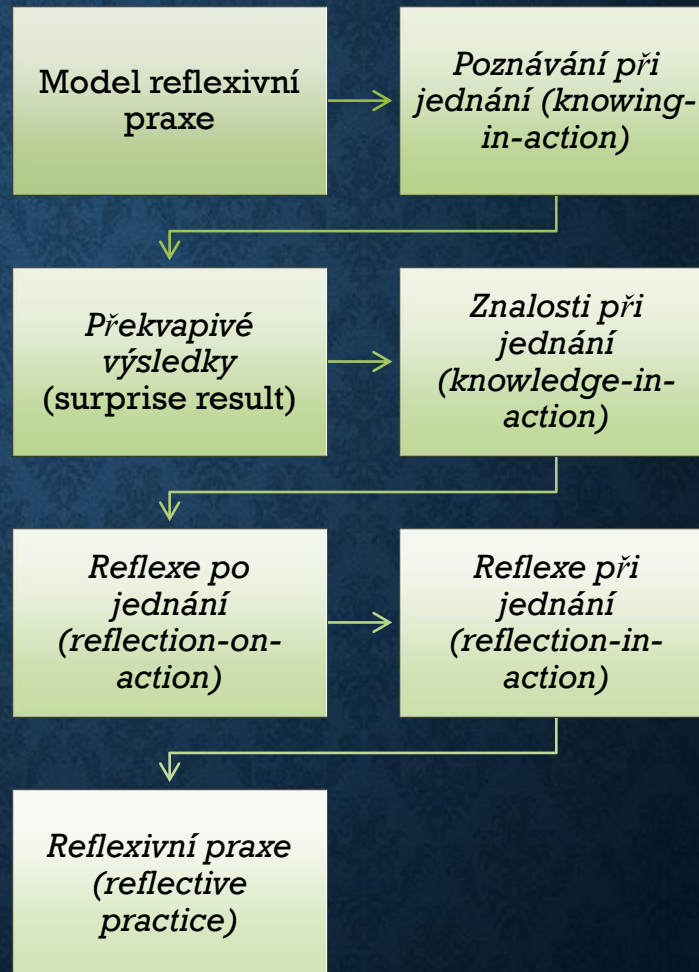 Model reflexivní
praxe
Poznávání při
jednání (knowing-
in-action)
Překvapivé
výsledky
(surprise result)
Znalosti při
jednání
(knowledge-in-
action)
Reflexe po
jednání
(reflection-on-
action)
Reflexe při
jednání
(reflection-in-
action)
Reflexivní praxe
(reflective
practice)